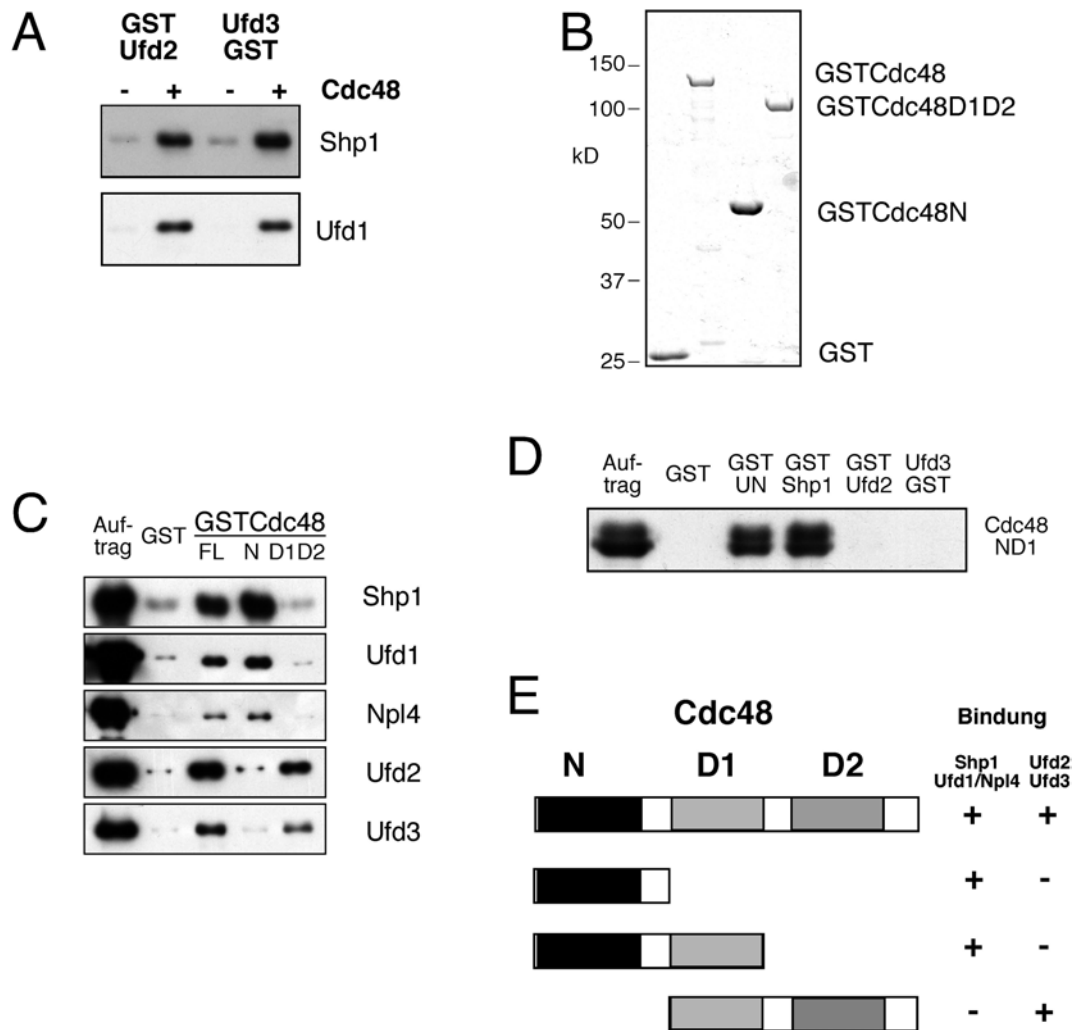 A
GST Ufd3
Ufd2 GST
- + - + Cdc48
Shp1
Ufd1
B
150–
100–
kD
50–
37–
25–
GSTCdc48
GSTCdc48D1D2
GSTCdc48N
GST
C
Auf-
trag GST GSTCdc48
FL N D1D2
Shp1
Ufd1
Npl4
Ufd2
Ufd3
D
Auf- GST GST GST GST Ufd3
trag UN Shp1 Ufd2 GST
Cdc48
ND1
E
Cdc48 Bindung
N D1 D2
Shp1 Ufd2
Ufd1/Npl4 Ufd3
+ +
+ -
+ -
- +